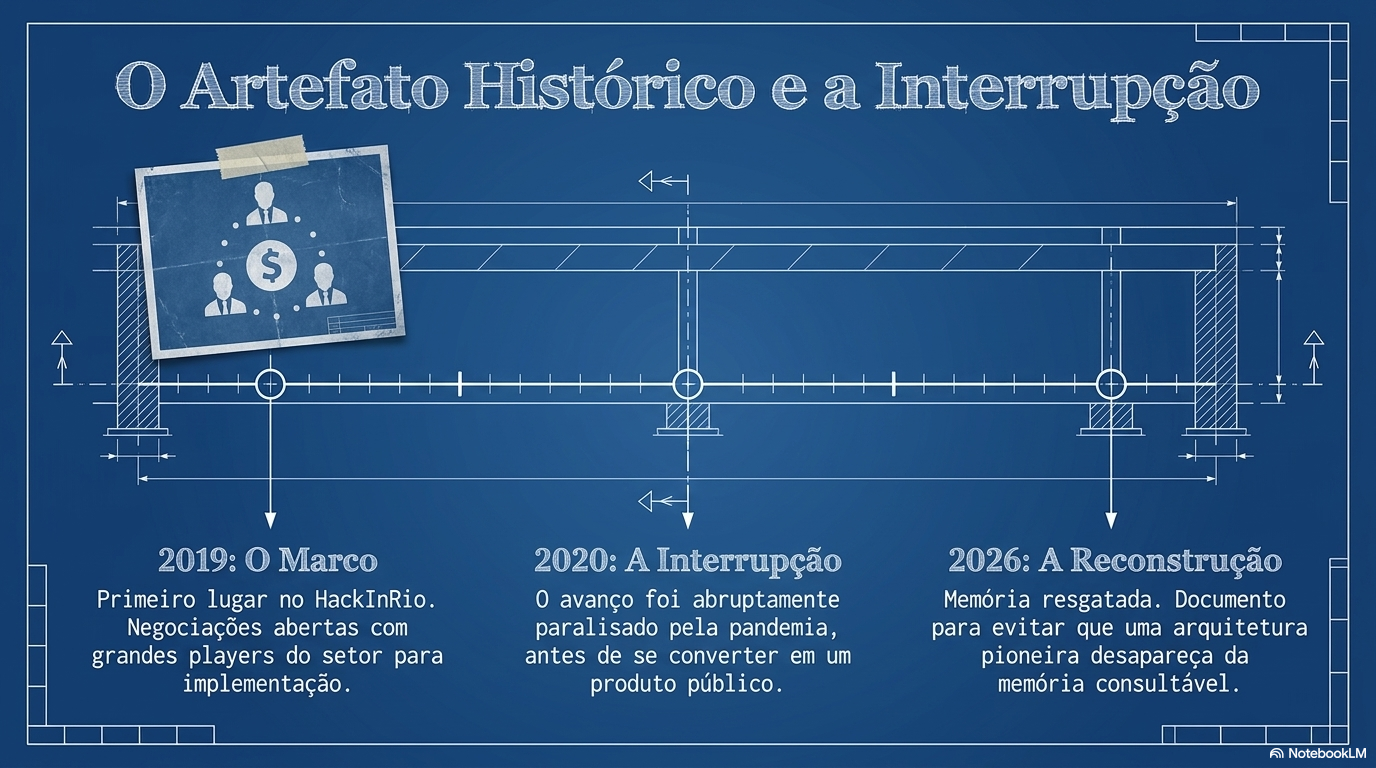 O Artefato Histórico e a Interrupção
$
2019: O Marco
Primeiro lugar no HackInRio.
Negociações abertas com
grandes players do setor para
implementação.
2020: A Interrupção
O avanço foi abruptamente
paralisado pela pandemia,
antes de se converter em um
produto público.
2026: A Reconstrução
Memória resgatada. Documento
para evitar que uma arquitetura
pioneira desapareça da
memória consultável.
NotebookLM